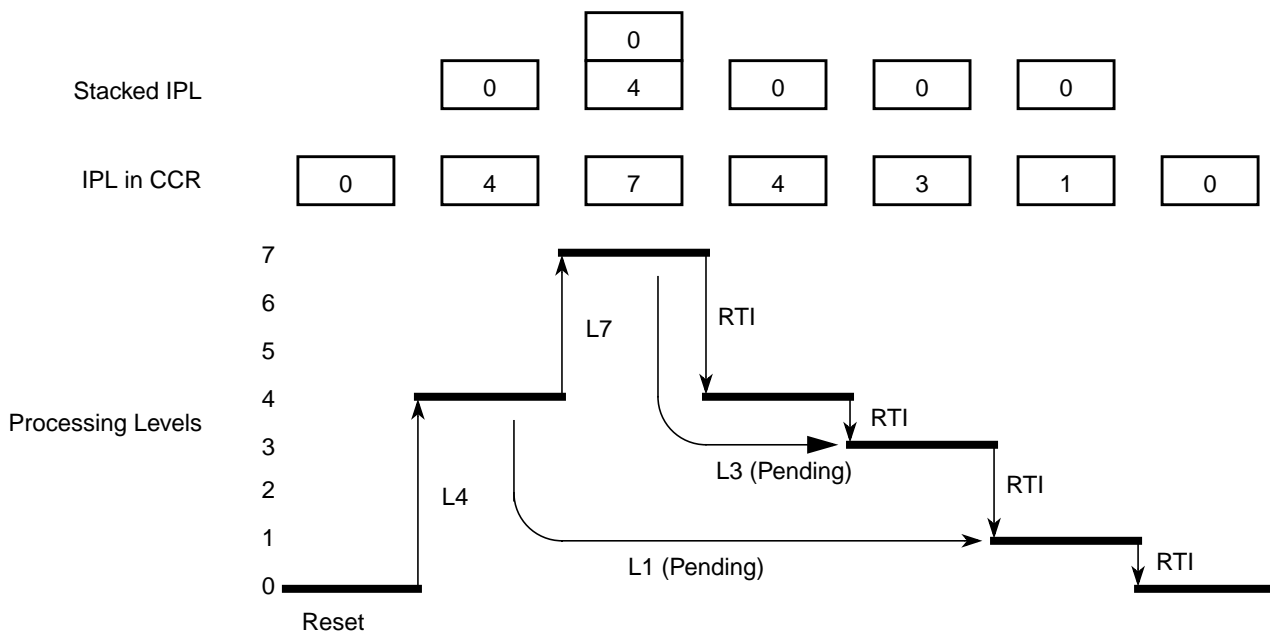 0
Stacked IPL 0 4 0 0 0
IPL in CCR 0 4 7 4 3 1 0
7
6
L7 RTI
5
4
Processing Levels RTI
3
L3 (Pending)
2 L4 RTI
1
L1 (Pending) RTI
0
Reset